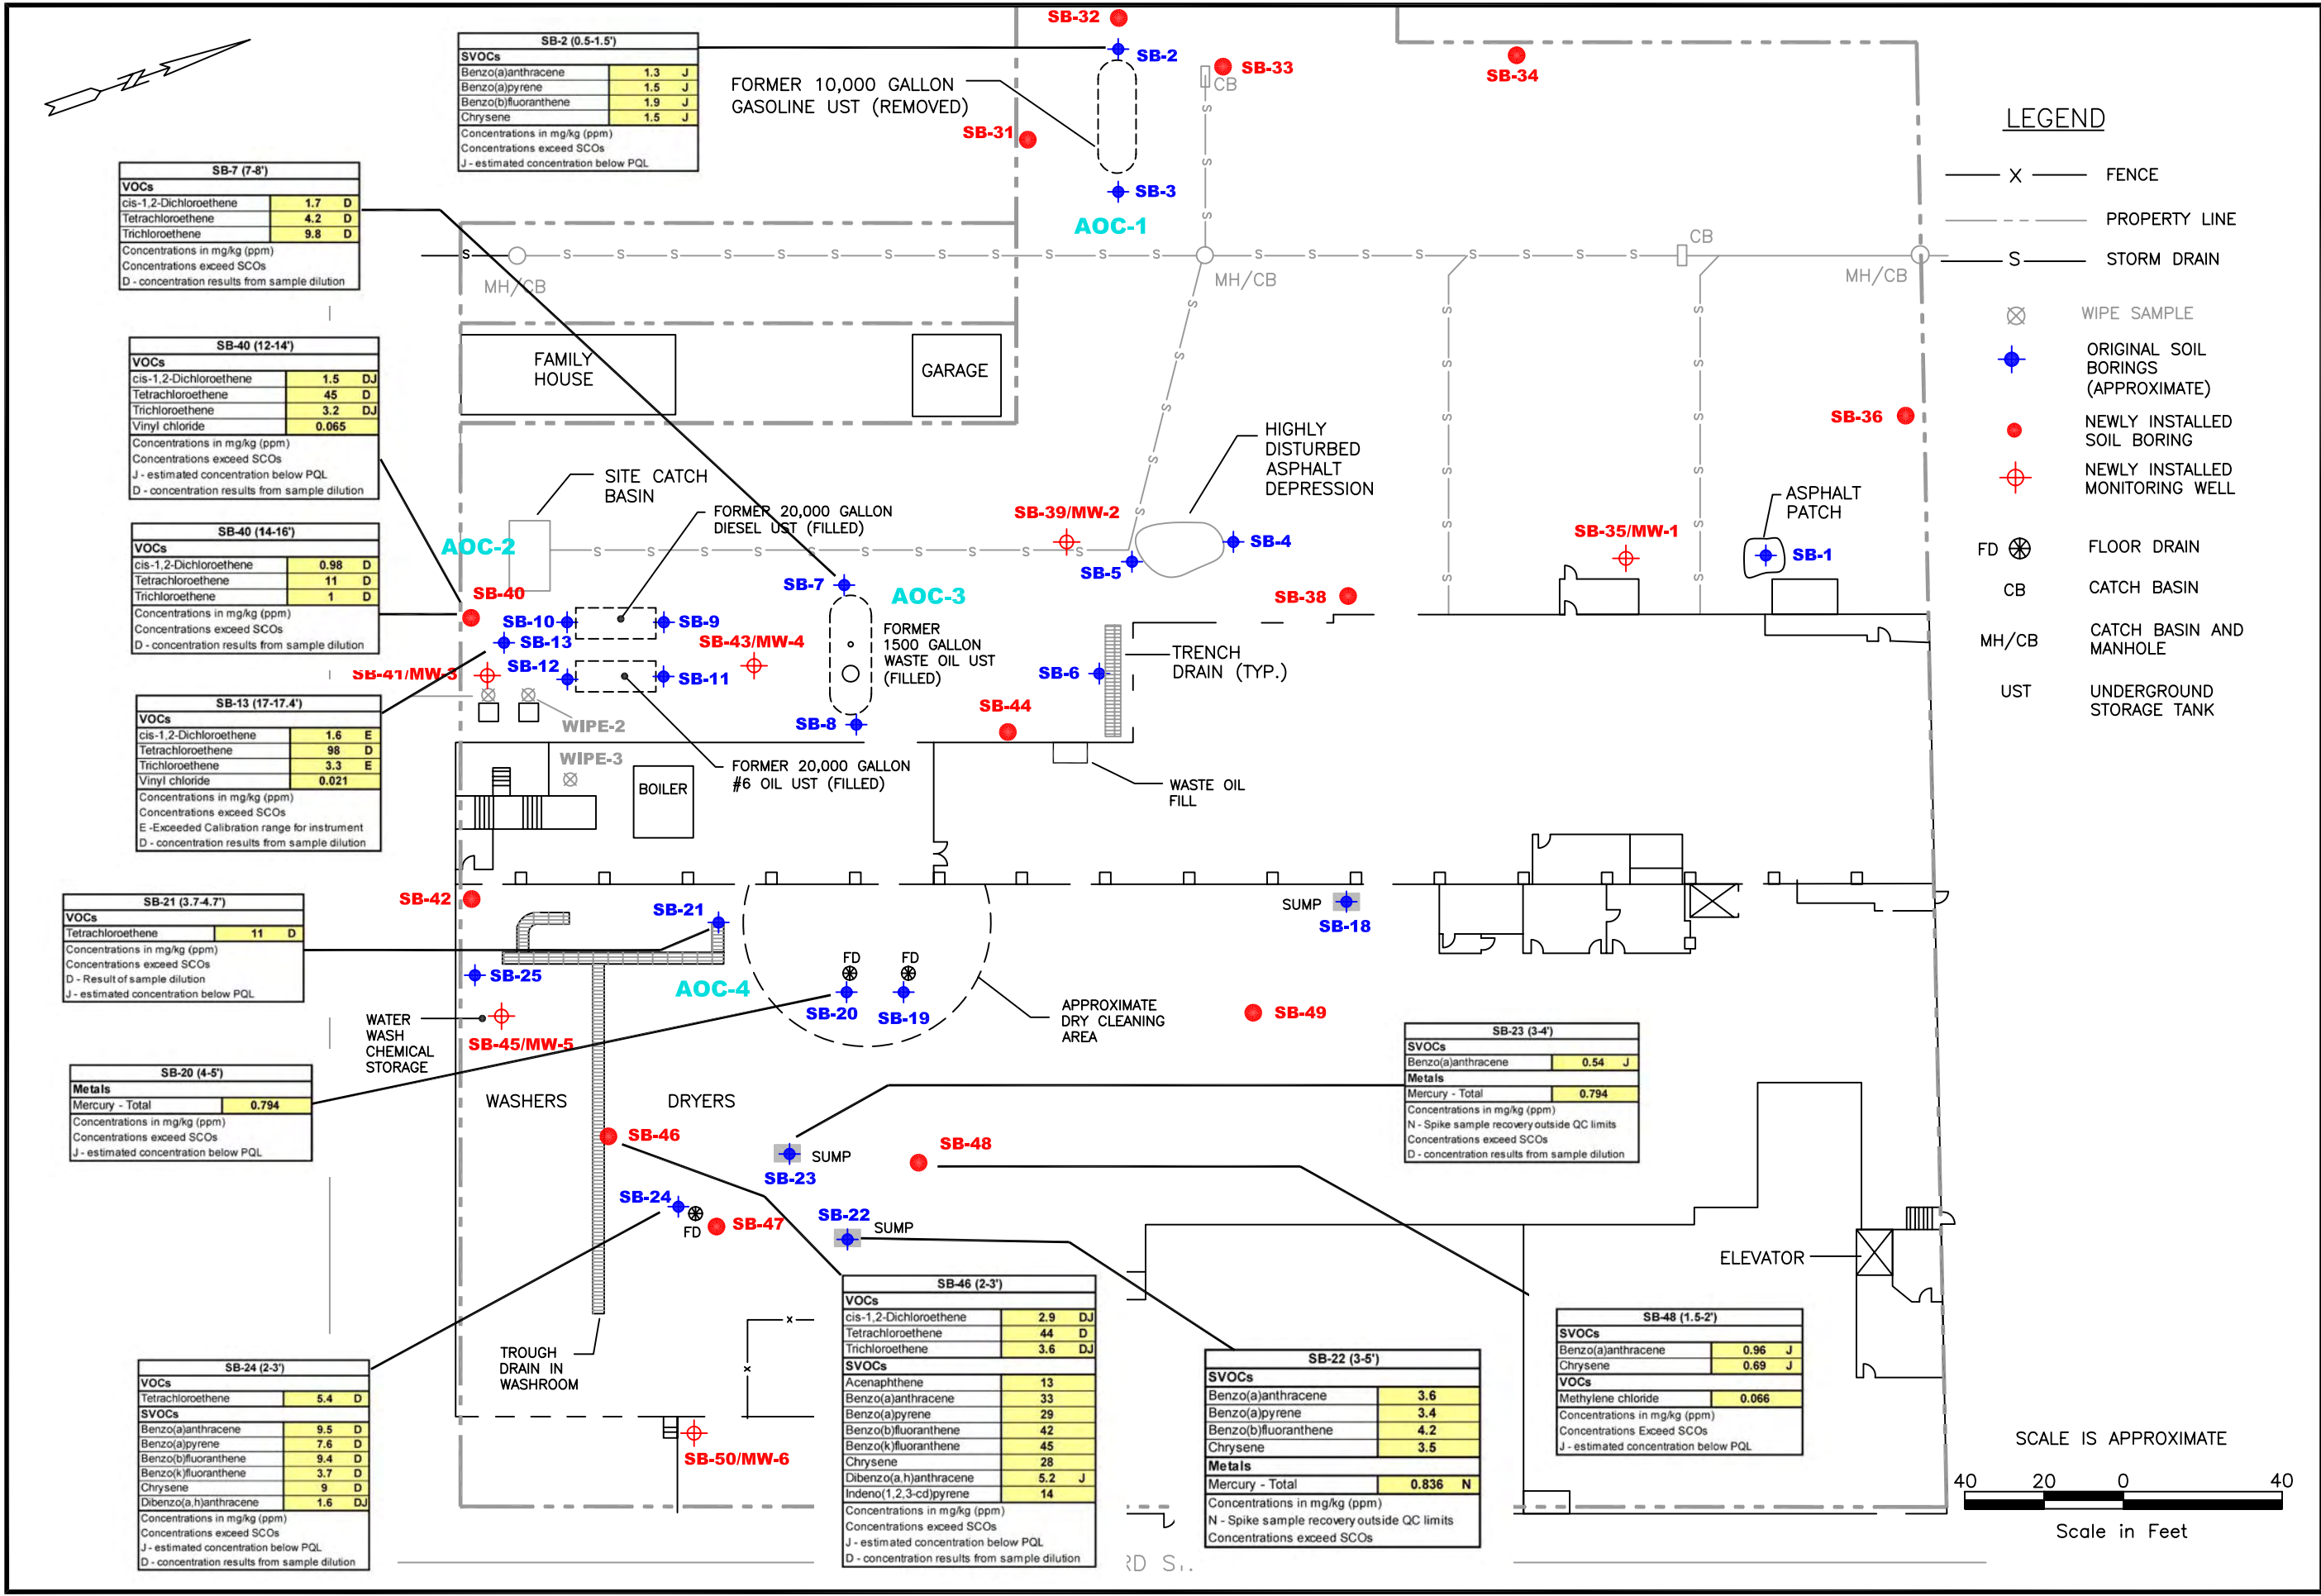 SB-32
SB-2
FORMER 10,000 GALLON
GASOLINE UST (REMOVED)
SB-33
CB
SB-34
SB-31
SB-3
AOC-1
SB-2 (0.5-1.5')
SVOCs
Benzo(a)anthracene 1.3 J
Benzo(a)pyrene 1.5 J
Benzo(b)fluoranthene 1.9 J
Chrysene 1.5 J
Concentrations in mg/kg (ppm)
Concentrations exceed SCOs
J - estimated concentration below PQL
SB-7 (7-8')
VOCs
cis-1,2-Dichloroethene 1.7 D
Tetrachloroethene 4.2 D
Trichloroethene 9.8 D
Concentrations in mg/kg (ppm)
Concentrations exceed SCOs
D - concentration results from sample dilution
SB-40 (12-14')
VOCs
cis-1,2-Dichloroethene 1.5 DJ
Tetrachloroethene 45 D
Trichloroethene 3.2 DJ
Vinyl chloride 0.065
Concentrations in mg/kg (ppm)
Concentrations exceed SCOs
J - estimated concentration below PQL
D - concentration results from sample dilution
SB-40 (14-16')
VOCs
cis-1,2-Dichloroethene 0.98 D
Tetrachloroethene 11 D
Trichloroethene 1 D
Concentrations in mg/kg (ppm)
Concentrations exceed SCOs
D - concentration results from sample dilution
SB-13 (17-17.4')
VOCs
cis-1,2-Dichloroethene 1.6 E
Tetrachloroethene 98 D
Trichloroethene 3.3 E
Vinyl chloride 0.021
Concentrations in mg/kg (ppm)
Concentrations exceed SCOs
E -Exceeded Calibration range for instrument
D - concentration results from sample dilution
SB-21 (3.7-4.7')
VOCs
Tetrachloroethene 11 D
Concentrations in mg/kg (ppm)
Concentrations exceed SCOs
D - Result of sample dilution
J - estimated concentration below PQL
SB-20 (4-5')
Metals
Mercury - Total 0.794
Concentrations in mg/kg (ppm)
Concentrations exceed SCOs
J - estimated concentration below PQL
SB-24 (2-3')
VOCs
Tetrachloroethene 5.4 D
SVOCs
Benzo(a)anthracene 9.5 D
Benzo(a)pyrene 7.6 D
Benzo(b)fluoranthene 9.4 D
Benzo(k)fluoranthene 3.7 D
Chrysene 9 D
Dibenzo(a,h)anthracene 1.6 DJ
Concentrations in mg/kg (ppm)
Concentrations exceed SCOs
J - estimated concentration below PQL
D - concentration results from sample dilution
S S S S S S S S S S S S S S S S S S S S
MH/CB
MH/CB
CB
MH/CB
FAMILY
HOUSE
GARAGE
SITE CATCH
BASIN
FORMER 20,000 GALLON
DIESEL UST (FILLED)
HIGHLY
DISTURBED
ASPHALT
DEPRESSION
SB-36
ASPHALT
PATCH
SB-39/MW-2
SB-35/MW-1
SB-4
SB-1
SB-5
AOC-2
AOC-3
SB-7
SB-38
SB-40
SB-10
SB-9
SB-13
SB-43/MW-4
SB-12
SB-11
SB-41/MW-3
FORMER
1500 GALLON
WASTE OIL UST
(FILLED)
SB-6
TRENCH
DRAIN (TYP.)
SB-44
SB-8
WIPE-2
WIPE-3
FORMER 20,000 GALLON
#6 OIL UST (FILLED)
BOILER
WASTE OIL
FILL
SB-42
SB-21
SUMP
SB-18
SB-25
FD
FD
AOC-4
SB-20
SB-19
APPROXIMATE
DRY CLEANING
AREA
SB-49
WATER
WASH
CHEMICAL
STORAGE
SB-45/MW-5
WASHERS
DRYERS
SB-46
SUMP
SB-23
SB-48
SB-24
FD
SB-47
SB-22
SUMP
ELEVATOR
TROUGH
DRAIN IN
WASHROOM
x
x
SB-50/MW-6
SB-23 (3-4')
SVOCs
Benzo(a)anthracene 0.54 J
Metals
Mercury - Total 0.794
Concentrations in mg/kg (ppm)
N - Spike sample recovery outside QC limits
Concentrations exceed SCOs
D - concentration results from sample dilution
SB-46 (2-3')
VOCs
cis-1,2-Dichloroethene 2.9 DJ
Tetrachloroethene 44 D
Trichloroethene 3.6 DJ
SVOCs
Acenaphthene 13
Benzo(a)anthracene 33
Benzo(a)pyrene 29
Benzo(b)fluoranthene 42
Benzo(k)fluoranthene 45
Chrysene 28
Dibenzo(a,h)anthracene 5.2 J
Indeno(1,2,3-cd)pyrene 14
Concentrations in mg/kg (ppm)
Concentrations exceed SCOs
J - estimated concentration below PQL
D - concentration results from sample dilution
SB-22 (3-5')
SVOCs
Benzo(a)anthracene 3.6
Benzo(a)pyrene 3.4
Benzo(b)fluoranthene 4.2
Chrysene 3.5
Metals
Mercury - Total 0.836 N
Concentrations in mg/kg (ppm)
N - Spike sample recovery outside QC limits
Concentrations exceed SCOs
SB-48 (1.5-2')
SVOCs
Benzo(a)anthracene 0.96 J
Chrysene 0.69 J
VOCs
Methylene chloride 0.066
Concentrations in mg/kg (ppm)
Concentrations Exceed SCOs
J - estimated concentration below PQL
LEGEND
X FENCE
PROPERTY LINE
S STORM DRAIN
WIPE SAMPLE
ORIGINAL SOIL
BORINGS
(APPROXIMATE)
NEWLY INSTALLED
SOIL BORING
NEWLY INSTALLED
MONITORING WELL
FD FLOOR DRAIN
CB CATCH BASIN
MH/CB CATCH BASIN AND
MANHOLE
UST UNDERGROUND
STORAGE TANK
SCALE IS APPROXIMATE
40 20 0 40
Scale in Feet